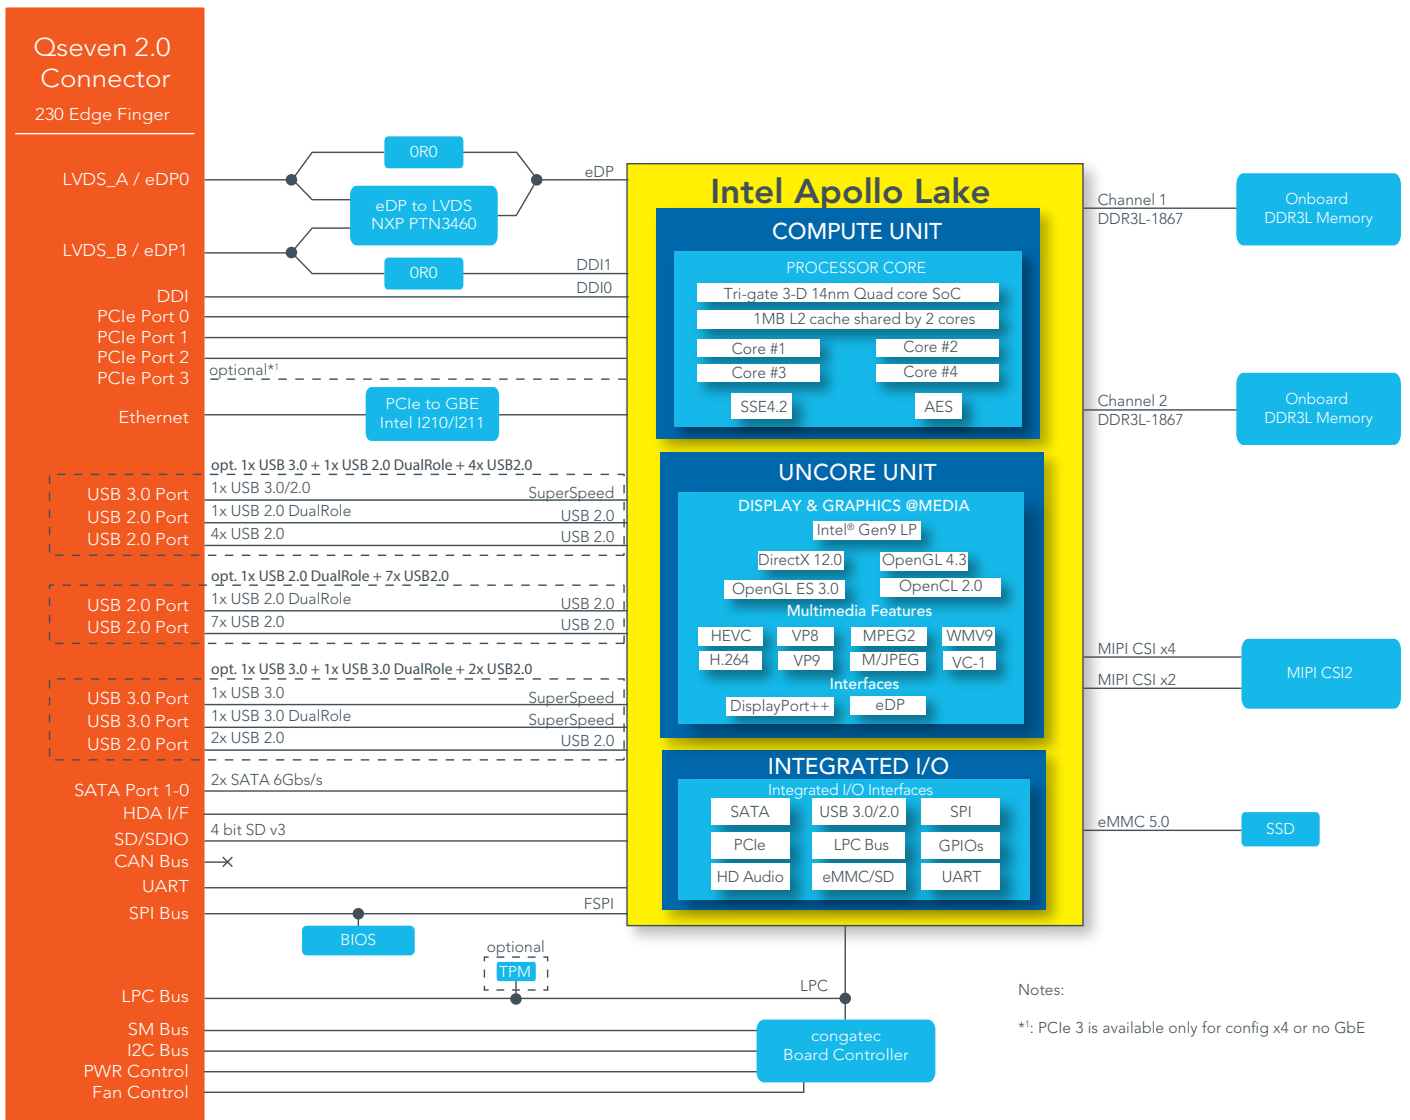 Qseven 2.0
Connector
230 Edge Finger
LVDS_A / eDP0
LVDS_B / eDP1
DDI
PCIe Port 0
PCIe Port 1
PCIe Port 2
PCIe Port 3
Ethernet
USB 3.0 Port
USB 2.0 Port
USB 2.0 Port
USB 2.0 Port
USB 2.0 Port
USB 3.0 Port
USB 3.0 Port
USB 2.0 Port
SATA Port 1-0
HDA I/F
SD/SDIO
CAN Bus
UART
SPI Bus
LPC Bus
SM Bus
I2C Bus
PWR Control
Fan Control
0R0
eDP to LVDS
NXP PTN3460
0R0
eDP
DDI1
DDI0
optional*1
PCIe to GBE
Intel I210/I211
opt. 1x USB 3.0 + 1x USB 2.0 DualRole + 4x USB2.0
1x USB 3.0/2.0
SuperSpeed
1x USB 2.0 DualRole
USB 2.0
4x USB 2.0
USB 2.0
opt. 1x USB 2.0 DualRole + 7x USB2.0
1x USB 2.0 DualRole
USB 2.0
7x USB 2.0
USB 2.0
opt. 1x USB 3.0 + 1x USB 3.0 DualRole + 2x USB2.0
1x USB 3.0
SuperSpeed
1x USB 3.0 DualRole
SuperSpeed
2x USB 2.0
USB 2.0
2x SATA 6Gbs/s
4 bit SD v3
FSPI
BIOS
optional
TPM
LPC
congatec
Board Controller
Intel Apollo Lake
COMPUTE UNIT
PROCESSOR CORE
Tri-gate 3-D 14nm Quad core SoC
1MB L2 cache shared by 2 cores
Core #1
Core #2
Core #3
Core #4
SSE4.2
AES
UNCORE UNIT
DISPLAY & GRAPHICS @MEDIA
Intel® Gen9 LP
DirectX 12.0
OpenGL 4.3
OpenGL ES 3.0
OpenCL 2.0
Multimedia Features
HEVC
VP8
MPEG2
WMV9
H.264
VP9
M/JPEG
VC-1
Interfaces
DisplayPort++
eDP
INTEGRATED I/O
Integrated I/O Interfaces
SATA
USB 3.0/2.0
SPI
PCIe
LPC Bus
GPIOs
HD Audio
eMMC/SD
UART
Channel 1
DDR3L-1867
Onboard
DDR3L Memory
Channel 2
DDR3L-1867
Onboard
DDR3L Memory
MIPI CSI x4
MIPI CSI x2
MIPI CSI2
eMMC 5.0
SSD
Notes:
*1: PCIe 3 is available only for config x4 or no GbE